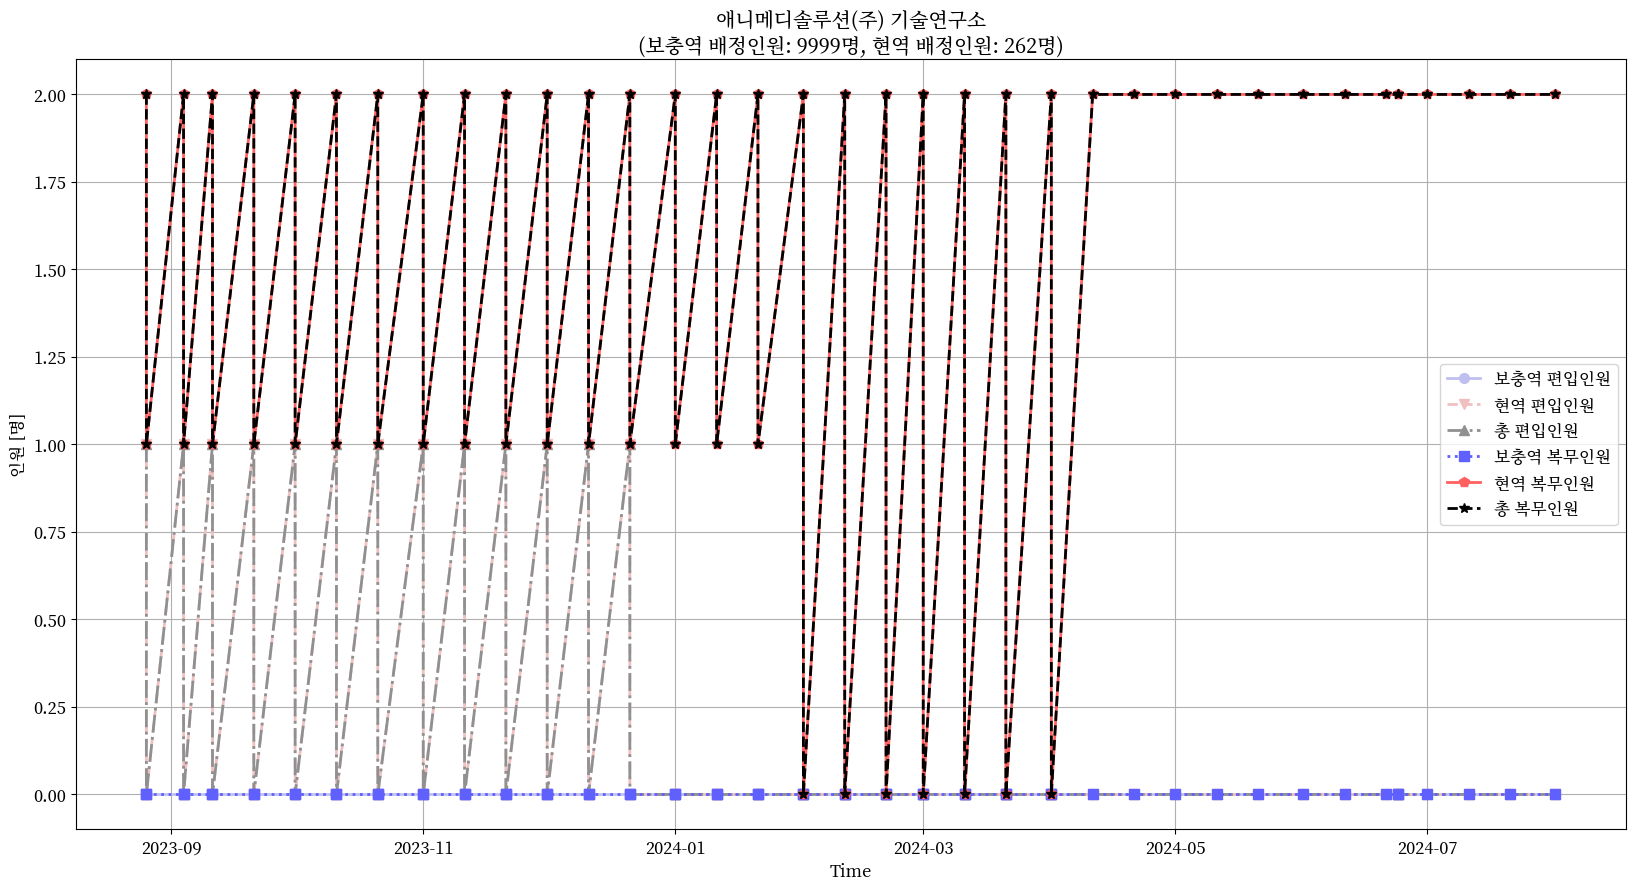 애니메디솔루션(주) 기술연구소
(보충역 배정인원: 9999명, 현역 배정인원: 262명)
인원 [명]
2.00
1.75
1.50
1.25
1.00
0.75
0.50
0.25
0.00
보충역 편입인원
현역 편입인원
총 편입인원
보충역 복무인원
현역 복무인원
총 복무인원
2023-09
2023-11
2024-01
2024-03
2024-05
2024-07
Time